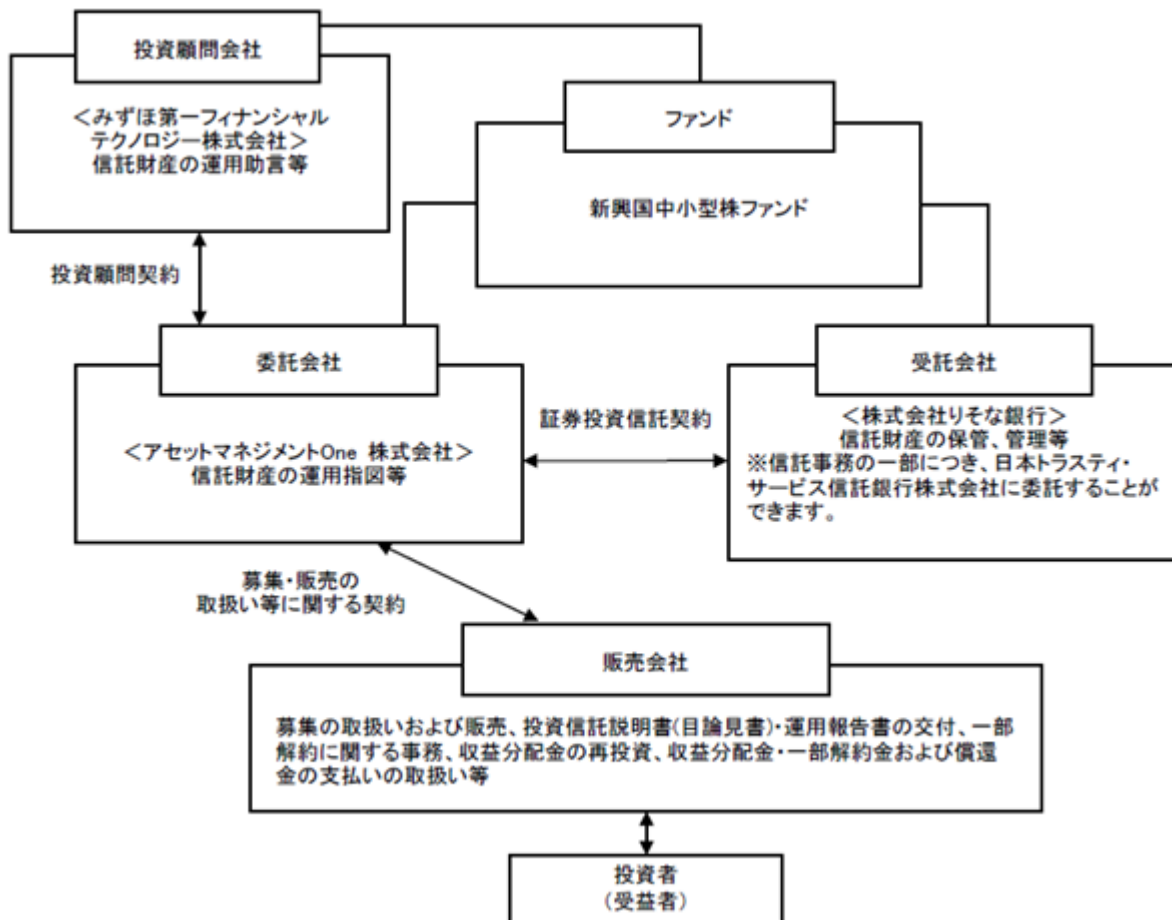 投資顧問会社
＜みずほ第一フィナンシャル
テクノロジー株式会社＞
信託財産の運用助言等
ファンド
新興国中小型株ファンド
投資顧問契約
委託会社
＜アセットマネジメントOne 株式会社＞
信託財産の運用指図等
証券投資信託契約
受託会社
＜株式会社りそな銀行＞
信託財産の保管、管理等
※信託事務の一部につき、日本トラスティ・
サービス信託銀行株式会社に委託することが
できます。
募集・販売の
取扱い等に関する契約
販売会社
募集の取扱いおよび販売、投資信託説明書(目論見書)・運用報告書の交付、一部
解約に関する事務、収益分配金の再投資、収益分配金・一部解約金および償還
金の支払いの取扱い等
投資者
（受益者）